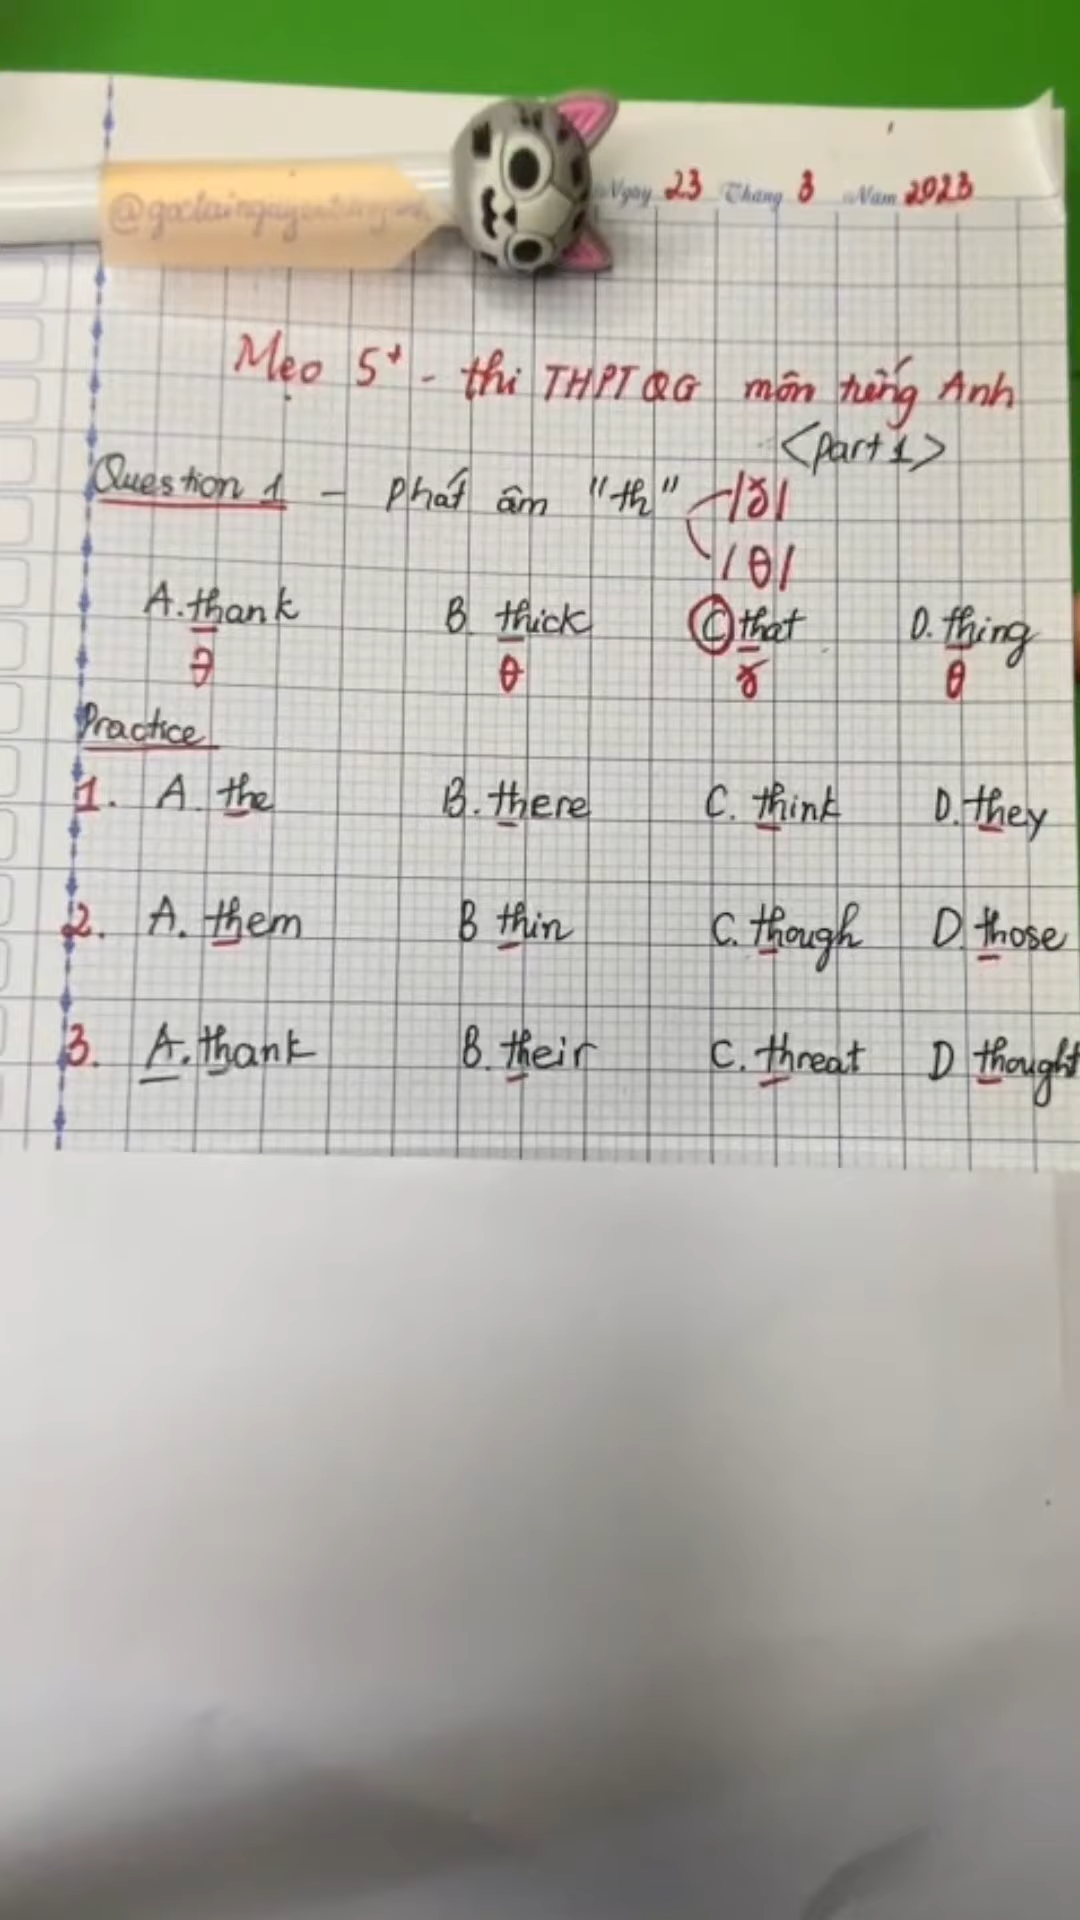 Ngày 23 Tháng 3 Năm 2023
Mẹo 5+ - thi THPTQG môn tiếng Anh
<part 1>
Question 1 - phát âm "th" /ð/
/θ/
A. thank B. thick C that D. thing
θ θ ð θ
Practice
1. A. the B. there C. think D. they
2. A. them B thin C. though D. those
3. A. thank B. their C. threat D thought